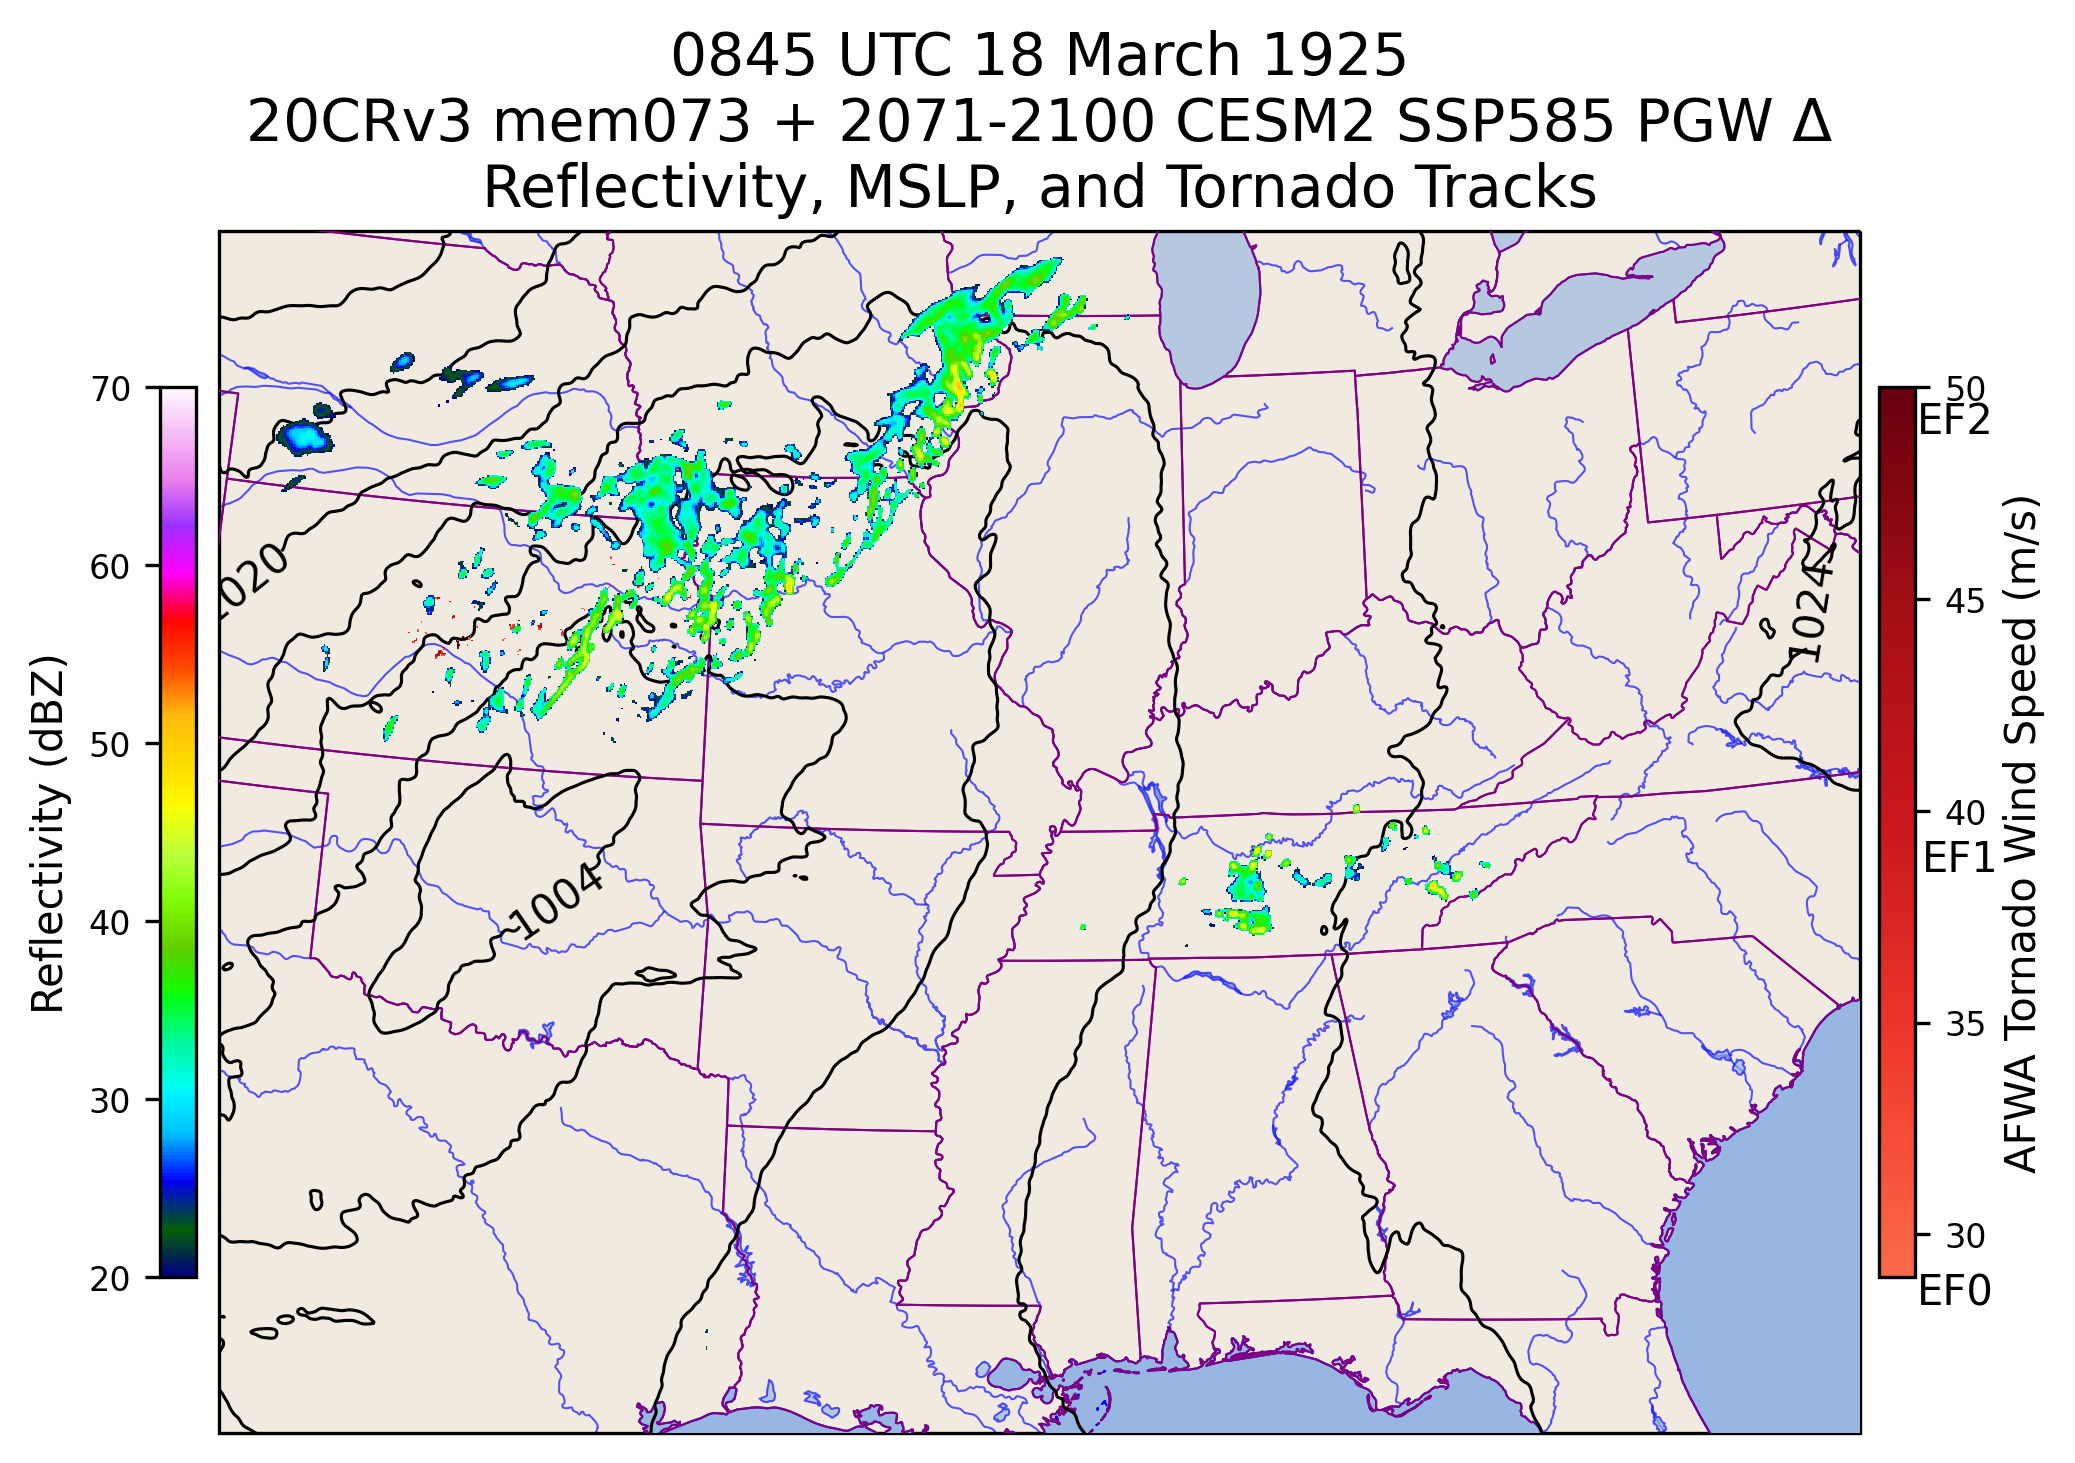 0845 UTC 18 March 1925
20CRv3 mem073 + 2071-2100 CESM2 SSP585 PGW Δ
Reflectivity, MSLP, and Tornado Tracks
Reflectivity (dBZ)
70
60
50
40
30
20
1020
1004
1024
50
EF2
45
40
EF1
35
30
EF0
AFWA Tornado Wind Speed (m/s)